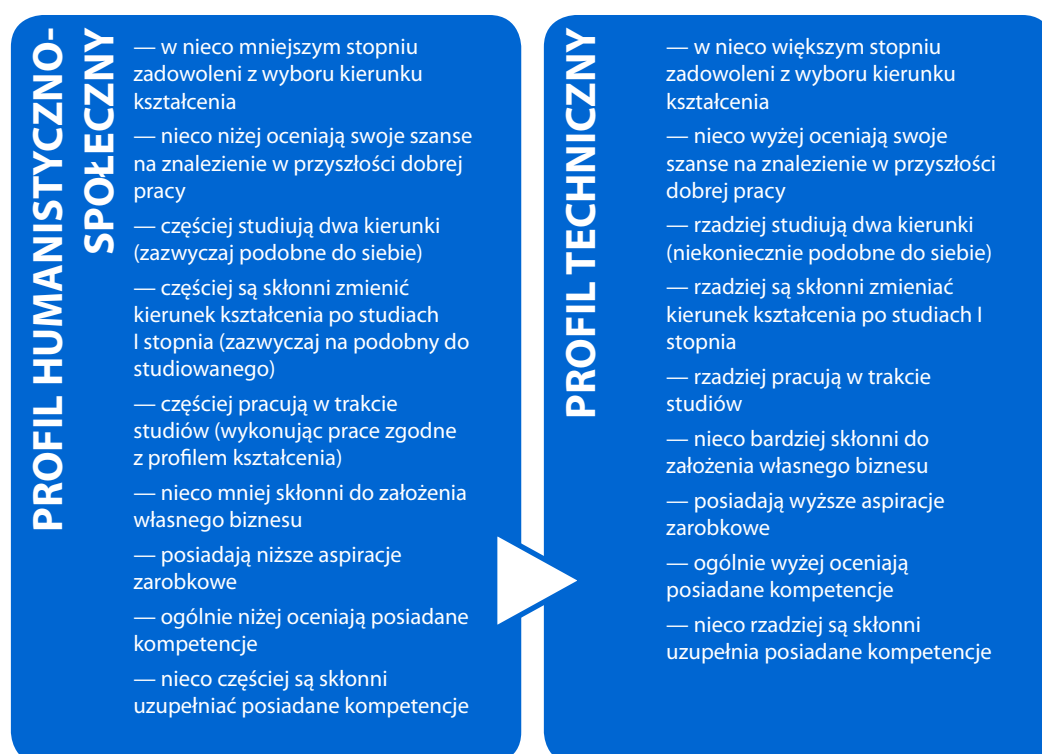 PROFIL HUMANISTYCZNO-
SPOŁECZNY
— w nieco mniejszym stopniu
zadowoleni z wyboru kierunku
kształcenia
— nieco niżej oceniają swoje szanse
na znalezienie w przyszłości dobrej
pracy
— częściej studiują dwa kierunki
(zazwyczaj podobne do siebie)
— częściej są skłonni zmienić
kierunek kształcenia po studiach
I stopnia (zazwyczaj na podobny do
studiowanego)
— częściej pracują w trakcie
studiów (wykonując prace zgodne
z profilem kształcenia)
— nieco mniej skłonni do założenia
własnego biznesu
— posiadają niższe aspiracje
zarobkowe
— ogólnie niżej oceniają posiadane
kompetencje
— nieco częściej są skłonni
uzupełniać posiadane kompetencje
PROFIL TECHNICZNY
— w nieco większym stopniu
zadowoleni z wyboru kierunku
kształcenia
— nieco wyżej oceniają swoje
szanse na znalezienie w przyszłości
dobrej pracy
— rzadziej studiują dwa kierunki
(niekoniecznie podobne do siebie)
— rzadziej są skłonni zmieniać
kierunek kształcenia po studiach I
stopnia
— rzadziej pracują w trakcie
studiów
— nieco bardziej skłonni do
założenia własnego biznesu
— posiadają wyższe aspiracje
zarobkowe
— ogólnie wyżej oceniają
posiadane kompetencje
— nieco rzadziej są skłonni
uzupełnia posiadane kompetencje